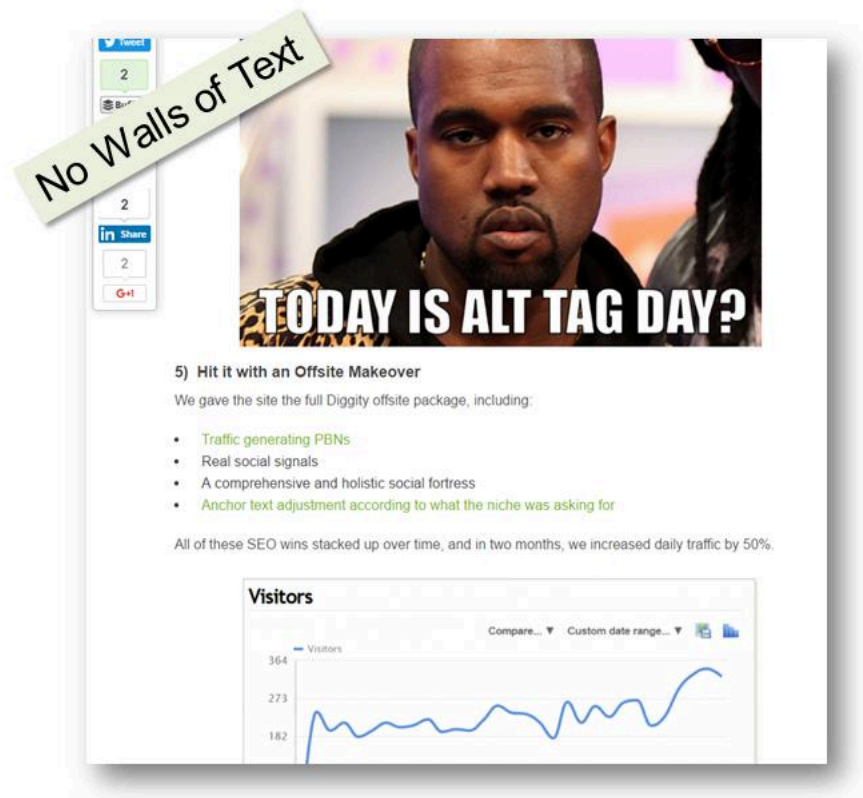 No Walls of Text
Tweet
2
2
in Share
2
G+1
TODAY IS ALT TAG DAY?
5) Hit it with an Offsite Makeover
We gave the site the full Diggity offsite package, including:
• Traffic generating PBNs
• Real social signals
• A comprehensive and holistic social fortress
• Anchor text adjustment according to what the niche was asking for
All of these SEO wins stacked up over time, and in two months, we increased daily traffic by 50%.
Visitors
Compare... ▼ Custom date range... ▼
Visitors
364
273
182